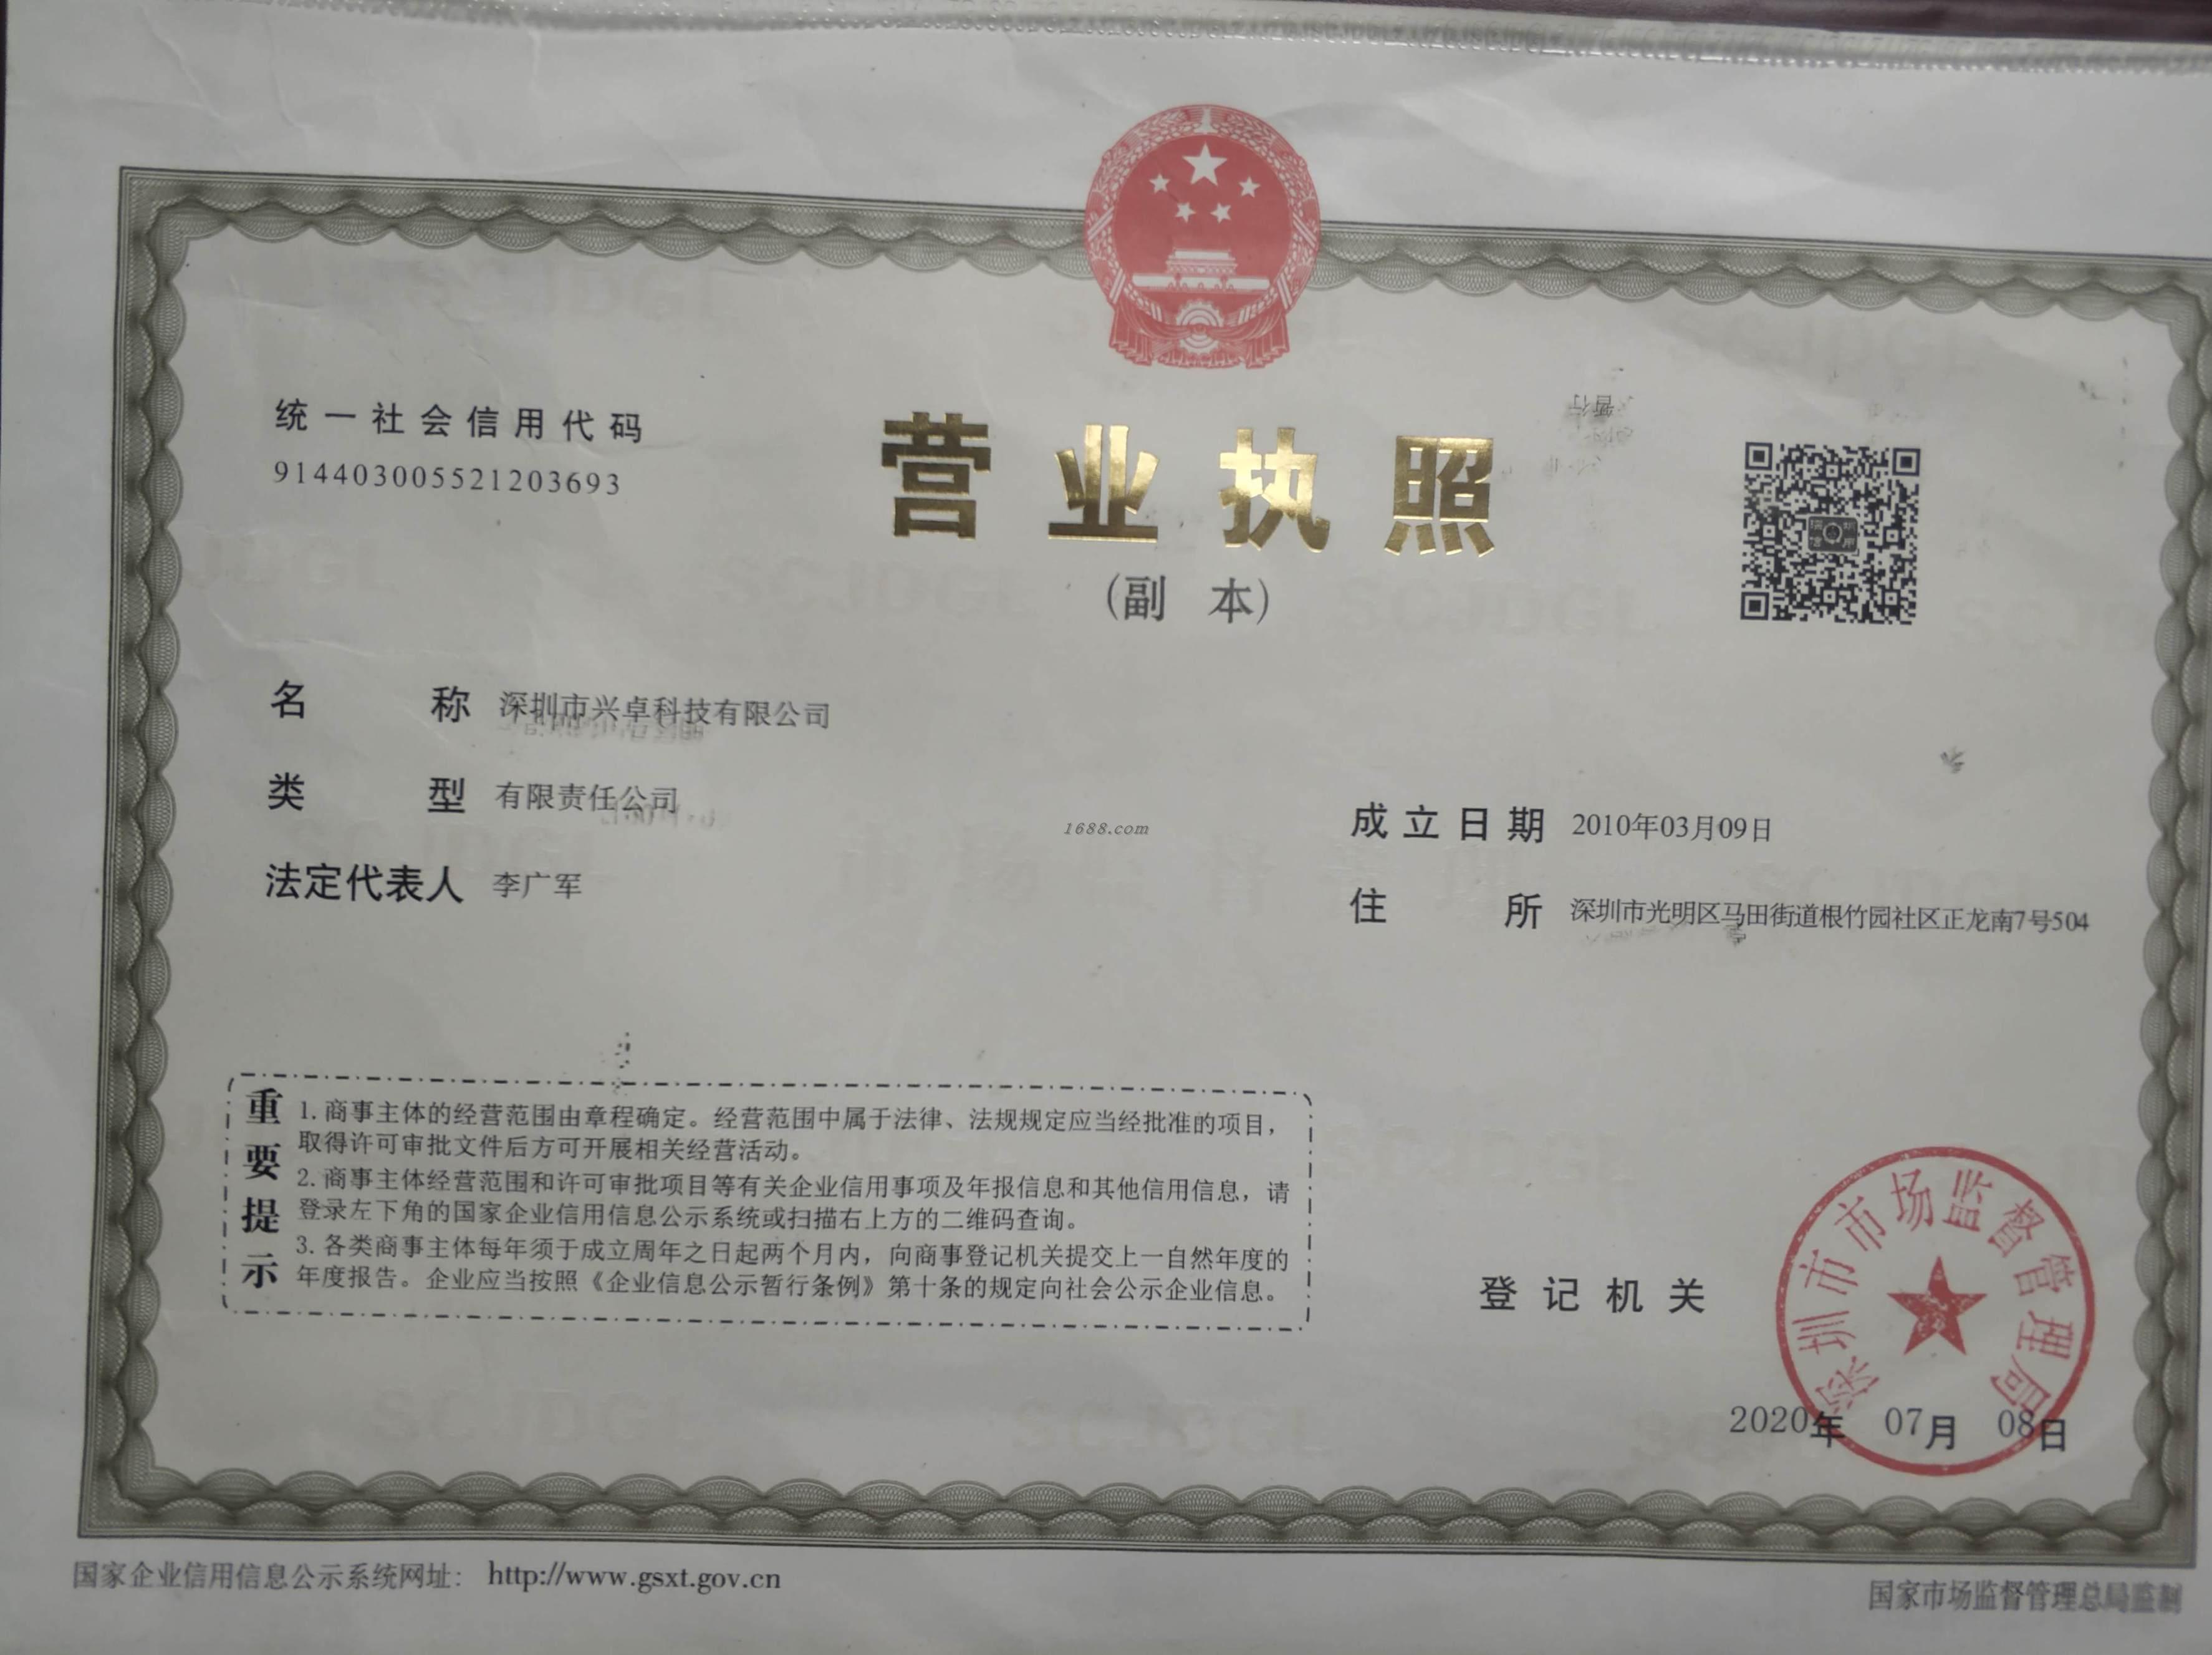 统一社会信用代码
914403005521203693
营业执照
(副 本)
名 称 深圳市兴卓科技有限公司
类 型 有限责任公司
法定代表人 李广军
1688.com
成立日期 2010年03月09日
住 所 深圳市光明区马田街道根竹园社区正龙南7号504
重要提示
1. 商事主体的经营范围由章程确定。经营范围中属于法律、法规规定应当经批准的项目，
取得许可审批文件后方可开展相关经营活动。
2. 商事主体经营范围和许可审批项目等有关企业信用事项及年报信息和其他信用信息，请
登录左下角的国家企业信用信息公示系统或扫描右上方的二维码查询。
3. 各类商事主体每年须于成立周年之日起两个月内，向商事登记机关提交上一自然年度的
年度报告。企业应当按照《企业信息公示暂行条例》第十条的规定向社会公示企业信息。
登记机关
深圳市市场监督管理局
2020年 07月 08日
国家企业信用信息公示系统网址： http://www.gsxt.gov.cn
国家市场监督管理总局监制